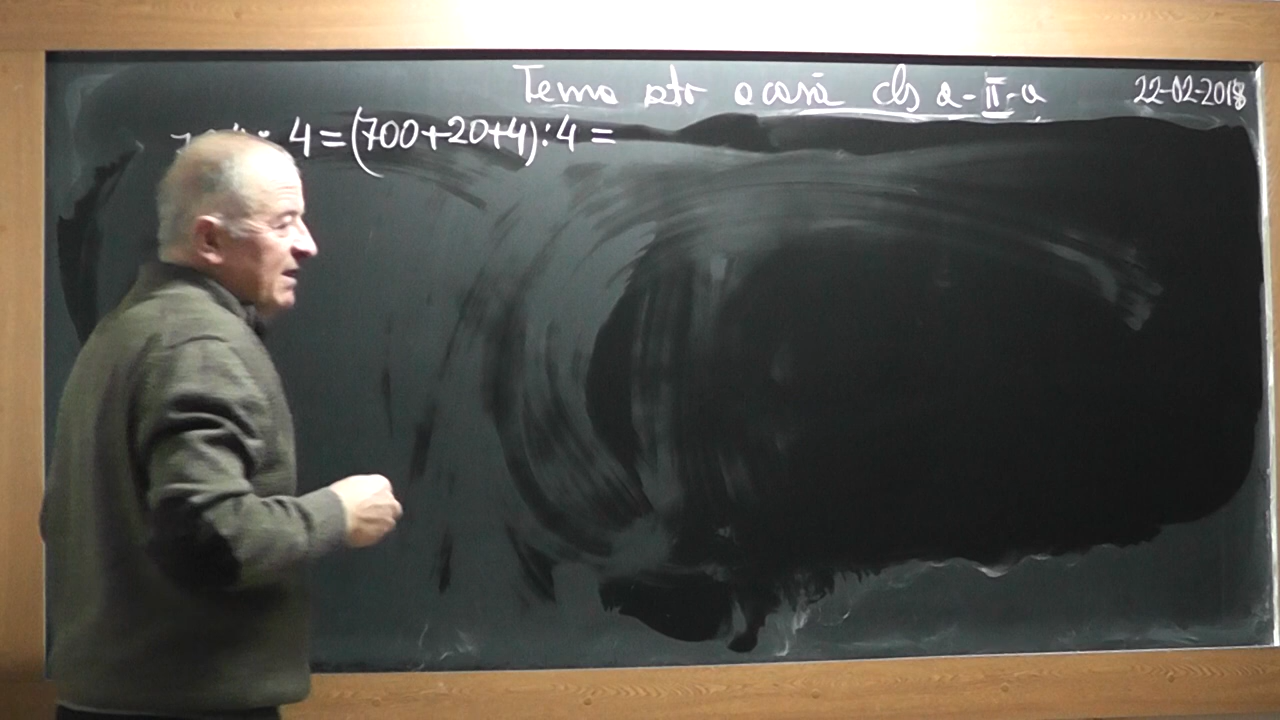 Tema ptr acasă cls a-II-a 22-02-2018
4 = (700+20+4):4 =